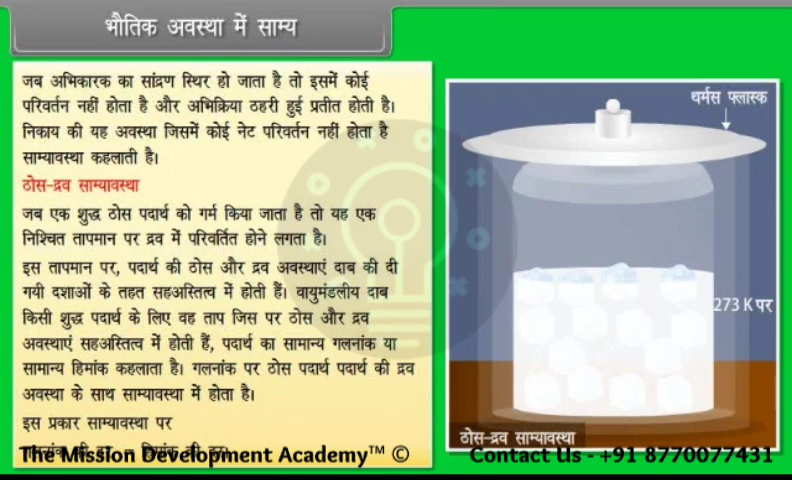 भौतिक अवस्था में साम्य
जब अभिकारक का सांद्रण स्थिर हो जाता है तो इसमें कोई
परिवर्तन नहीं होता है और अभिक्रिया ठहरी हुई प्रतीत होती है।
निकाय की यह अवस्था जिसमें कोई नेट परिवर्तन नहीं होता है
साम्यावस्था कहलाती है।
ठोस-द्रव साम्यावस्था
जब एक शुद्ध ठोस पदार्थ को गर्म किया जाता है तो यह एक
निश्चित तापमान पर द्रव में परिवर्तित होने लगता है।
इस तापमान पर, पदार्थ की ठोस और द्रव अवस्थाएं दाब की दी
गयी दशाओं के तहत सहअस्तित्व में होती हैं। वायुमंडलीय दाब
किसी शुद्ध पदार्थ के लिए वह ताप जिस पर ठोस और द्रव
अवस्थाएं सहअस्तित्व में होती हैं, पदार्थ का सामान्य गलनांक या
सामान्य हिमांक कहलाता है। गलनांक पर ठोस पदार्थ पदार्थ की द्रव
अवस्था के साथ साम्यावस्था में होता है।
इस प्रकार साम्यावस्था पर
थर्मस फ्लास्क
273 K पर
ठोस-द्रव साम्यावस्था
The Mission Development Academy™ ©
Contact Us - +91 8770077431